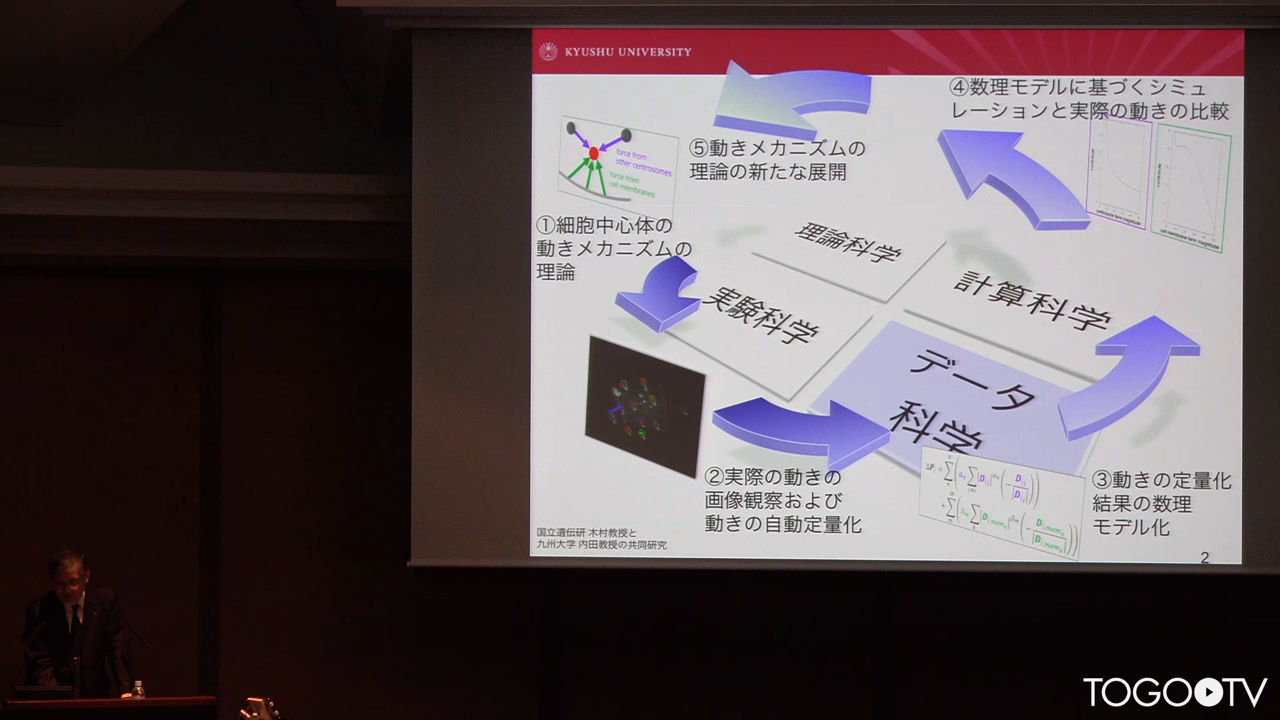 KYUSHU UNIVERSITY
④数理モデルに基づくシミュ
レーションと実際の動きの比較
⑤動きメカニズムの
理論の新たな展開
force from
other centrosomes
force from
cell membranes
①細胞中心体の
動きメカニズムの
理論
理論科学
実験科学
計算科学
データ
科学
cell membrane term magnitude
②実際の動きの
画像観察および
動きの自動定量化
③動きの定量化
結果の数理
モデル化
国立遺伝研 木村教授と
九州大学 内田教授の共同研究
2
TOGO TV